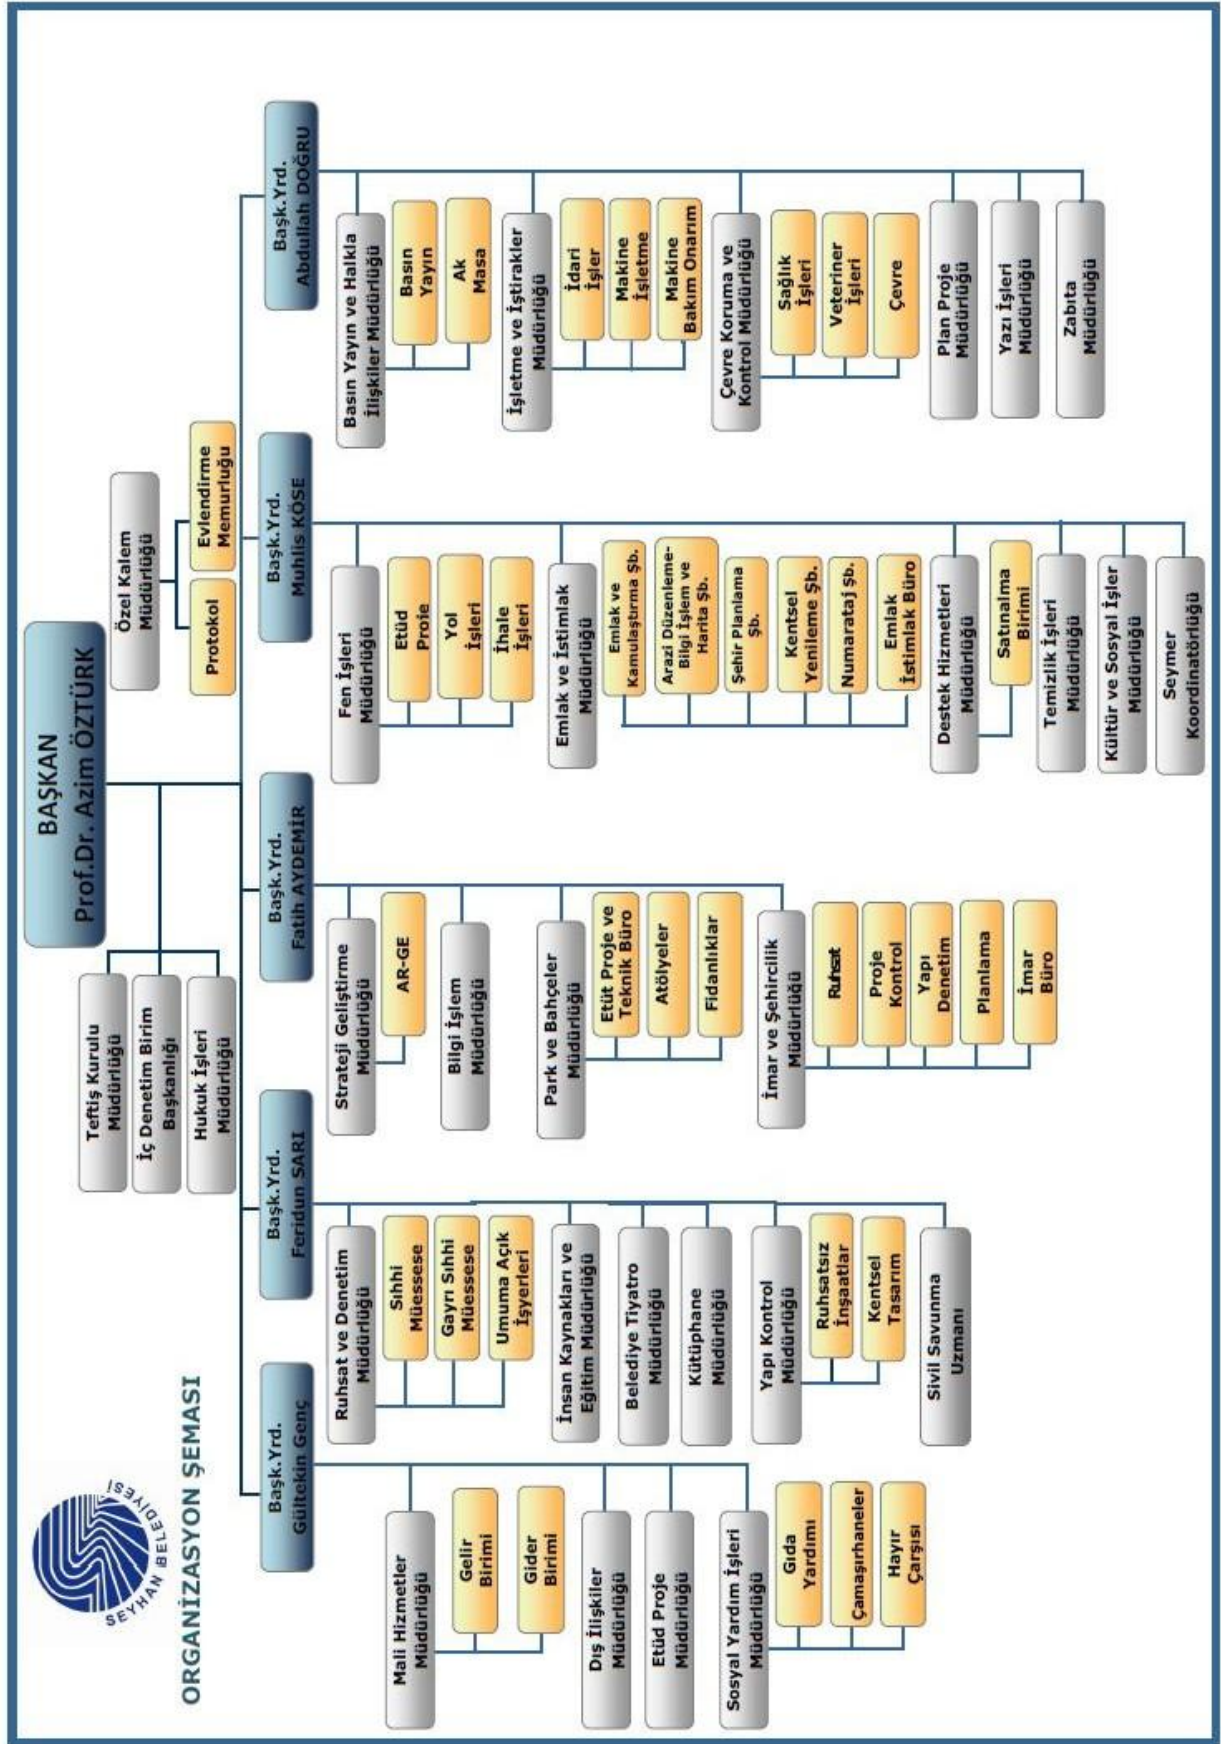 SEYHAN BELEDİYESİ
ORGANİZASYON ŞEMASI
BAŞKAN
Prof.Dr. Azim ÖZTÜRK
Teftiş Kurulu
Müdürlüğü
İç Denetim Birim
Başkanlığı
Hukuk İşleri
Müdürlüğü
Özel Kalem
Müdürlüğü
Protokol
Evlendirme
Memurluğu
Başk.Yrd.
Gültekin Genç
Mali Hizmetler
Müdürlüğü
Gelir
Birimi
Gider
Birimi
Dış İlişkiler
Müdürlüğü
Etüd Proje
Müdürlüğü
Sosyal Yardım İşleri
Müdürlüğü
Gıda
Yardımı
Çamaşırhaneler
Hayır
Çarşısı
Başk.Yrd.
Feridun SARI
Ruhsat ve Denetim
Müdürlüğü
Sıhhi
Müessese
Gayrı Sıhhi
Müessese
Umuma Açık
İşyerleri
İnsan Kaynakları ve
Eğitim Müdürlüğü
Belediye Tiyatro
Müdürlüğü
Kütüphane
Müdürlüğü
Yapı Kontrol
Müdürlüğü
Ruhsatsız
İnşaatlar
Kentsel
Tasarım
Sivil Savunma
Uzmanı
Başk.Yrd.
Fatih AYDEMİR
Strateji Geliştirme
Müdürlüğü
AR-GE
Bilgi İşlem
Müdürlüğü
Park ve Bahçeler
Müdürlüğü
Etüt Proje ve
Teknik Büro
Atölyeler
Fidanlıklar
İmar ve Şehircilik
Müdürlüğü
Ruhsat
Proje
Kontrol
Yapı
Denetim
Planlama
İmar
Büro
Başk.Yrd.
Muhlis KÖSE
Fen İşleri
Müdürlüğü
Etüd
Proje
Yol
İşleri
İhale
İşleri
Emlak ve İstimlak
Müdürlüğü
Emlak ve
Kamulaştırma Şb.
Arazi Düzenleme-
Bilgi İşlem ve
Harita Şb.
Şehir Planlama
Şb.
Kentsel
Yenileme Şb.
Numarataj Şb.
Emlak
İstimlak Büro
Destek Hizmetleri
Müdürlüğü
Satınalma
Birimi
Temizlik İşleri
Müdürlüğü
Kültür ve Sosyal İşler
Müdürlüğü
Seymer
Koordinatörlüğü
Başk.Yrd.
Abdullah DOĞRU
Basın Yayın ve Halkla
İlişkiler Müdürlüğü
Basın
Yayın
Ak
Masa
İşletme ve İştirakler
Müdürlüğü
İdari
İşler
Makine
İşletme
Makine
Bakım Onarım
Çevre Koruma ve
Kontrol Müdürlüğü
Sağlık
İşleri
Veteriner
İşleri
Çevre
Plan Proje
Müdürlüğü
Yazı İşleri
Müdürlüğü
Zabıta
Müdürlüğü